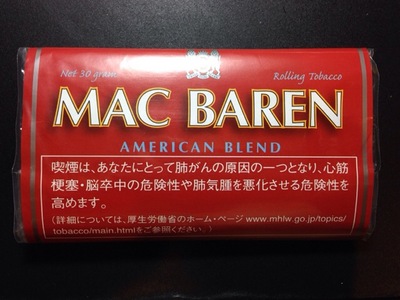 Net 30 gram
Rolling Tobacco
MAC BAREN
AMERICAN BLEND
喫煙は、あなたにとって肺がんの原因の一つとなり、心筋
梗塞・脳卒中の危険性や肺気腫を悪化させる危険性を
高めます。
(詳細については、厚生労働省のホーム・ページ www.mhlw.go.jp/topics/
tobacco/main.htmlをご参照ください。)